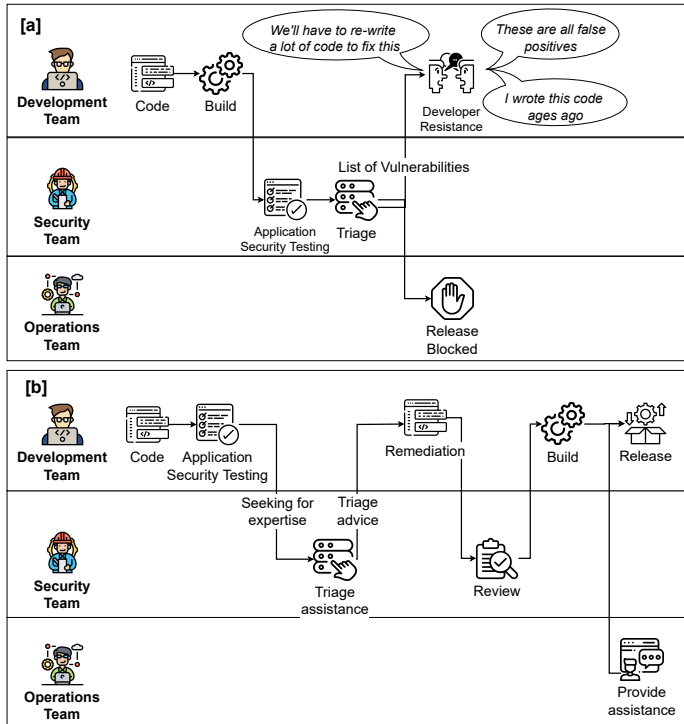 [a]
We'll have to re-write
a lot of code to fix this
These are all false
positives
I wrote this code
ages ago
Development
Team
Code
Build
Developer
Resistance
List of Vulnerabilities
Security
Team
Application
Security Testing
Triage
Operations
Team
Release
Blocked
[b]
Development
Team
Code
Application
Security Testing
Remediation
Build
Release
Seeking for
expertise
Triage
advice
Security
Team
Triage
assistance
Review
Operations
Team
Provide
assistance